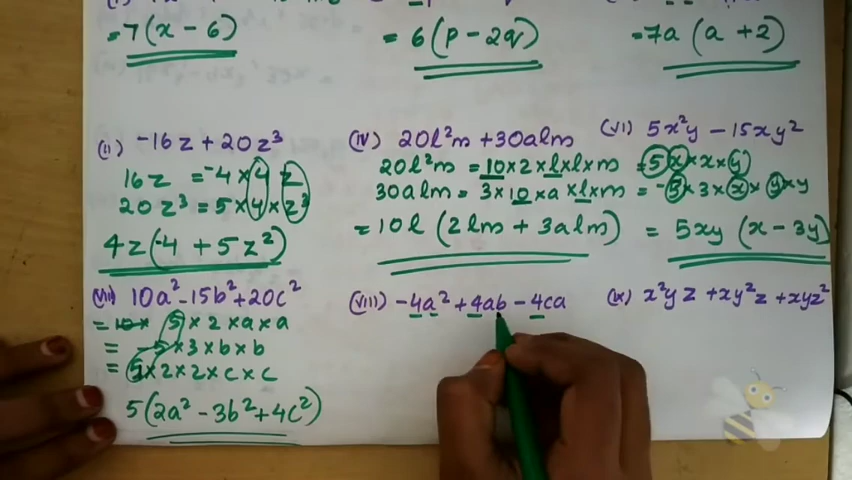 = 7(x - 6)
= 6(p - 2q)
= 7a (a + 2)
(ii) -16z + 20z³
16z = -4 × 4 z
20z³ = 5 × 4 × z³
4z(-4 + 5z²)
(iv) 20l²m + 30alm
20l²m = 10 × 2 × l × l × m
30alm = 3 × 10 × a × l × m
= 10l (2lm + 3alm)
(vi) 5x²y - 15xy²
= 5 × x × x × y
= -5 × 3 × x × y × y
= 5xy (x - 3y)
(vii) 10a² - 15b² + 20c²
= 5 × 2 × a × a
= -5 × 3 × b × b
= 5 × 2 × 2 × c × c
5(2a² - 3b² + 4c²)
(viii) -4a² + 4ab - 4ca
(ix) x²yz + xy²z + xyz²